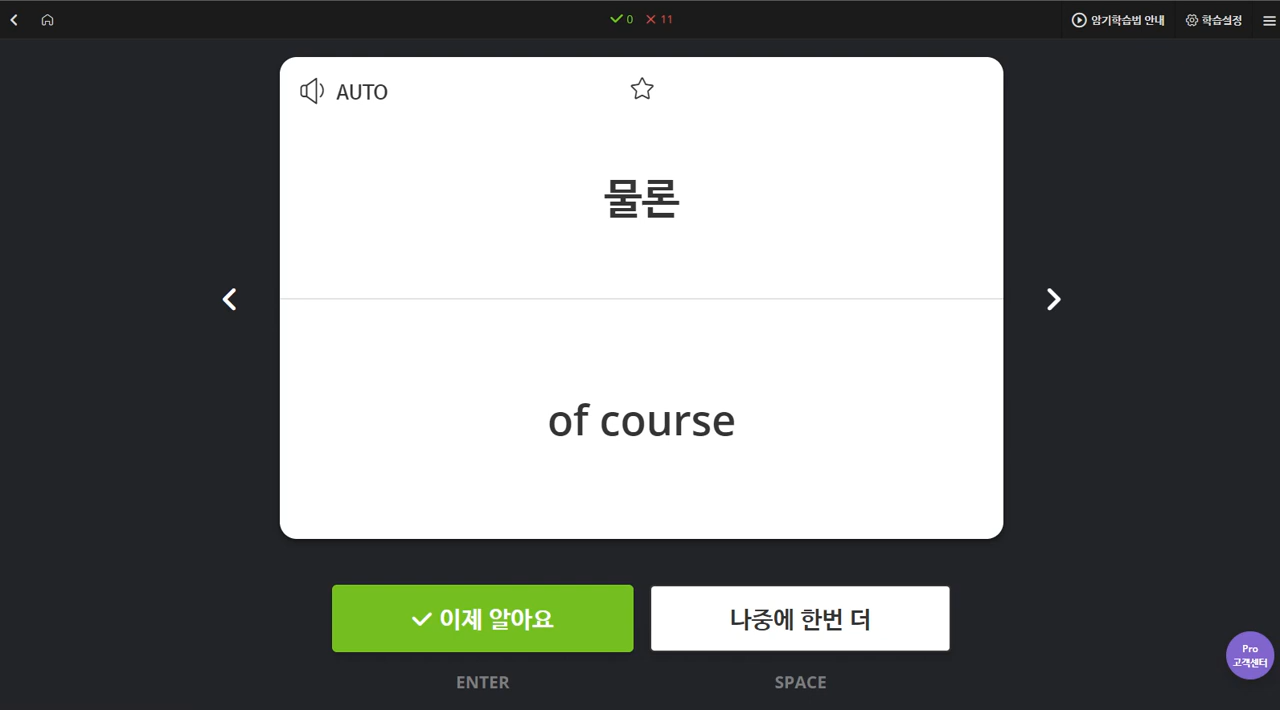 0 11
암기학습법 안내 학습설정
AUTO
물론
of course
이제 알아요
나중에 한번 더
ENTER
SPACE
Pro
고객센터